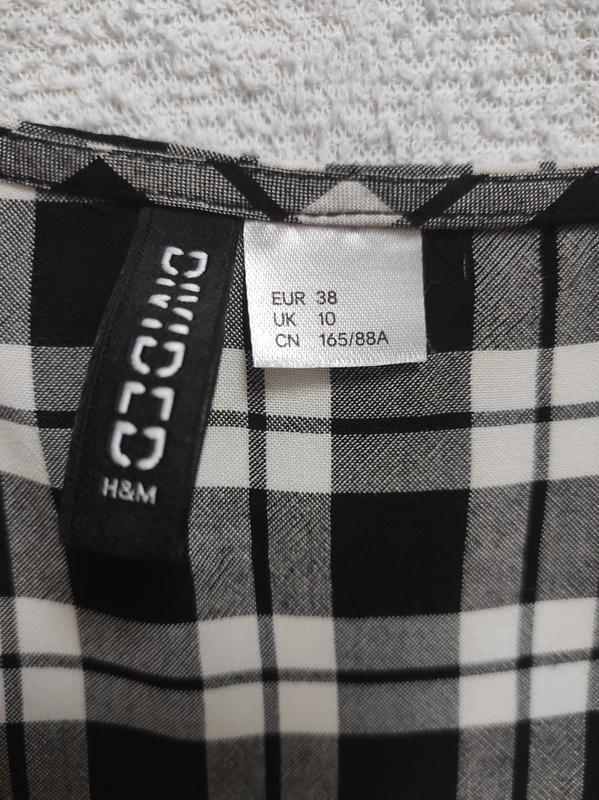 DIVIDED
H&M
EUR 38
UK 10
CN 165/88A